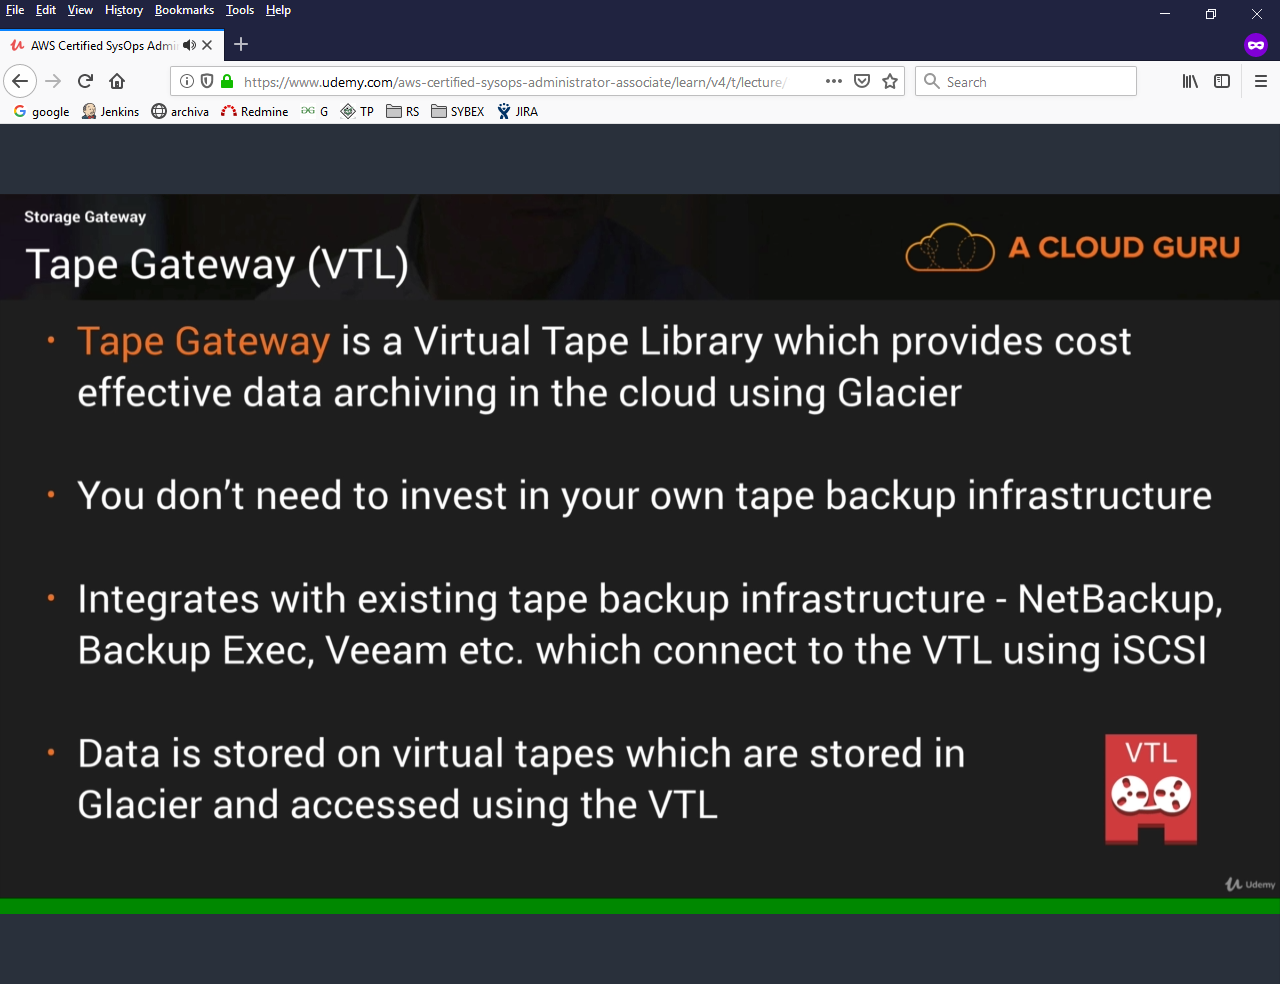 File Edit View History Bookmarks Tools Help
AWS Certified SysOps Admi
https://www.udemy.com/aws-certified-sysops-administrator-associate/learn/v4/t/lecture/
Search
google Jenkins archiva Redmine G TP RS SYBEX JIRA
Storage Gateway
Tape Gateway (VTL)
A CLOUD GURU
• Tape Gateway is a Virtual Tape Library which provides cost
effective data archiving in the cloud using Glacier
• You don’t need to invest in your own tape backup infrastructure
• Integrates with existing tape backup infrastructure - NetBackup,
Backup Exec, Veeam etc. which connect to the VTL using iSCSI
• Data is stored on virtual tapes which are stored in
Glacier and accessed using the VTL
VTL
Udemy